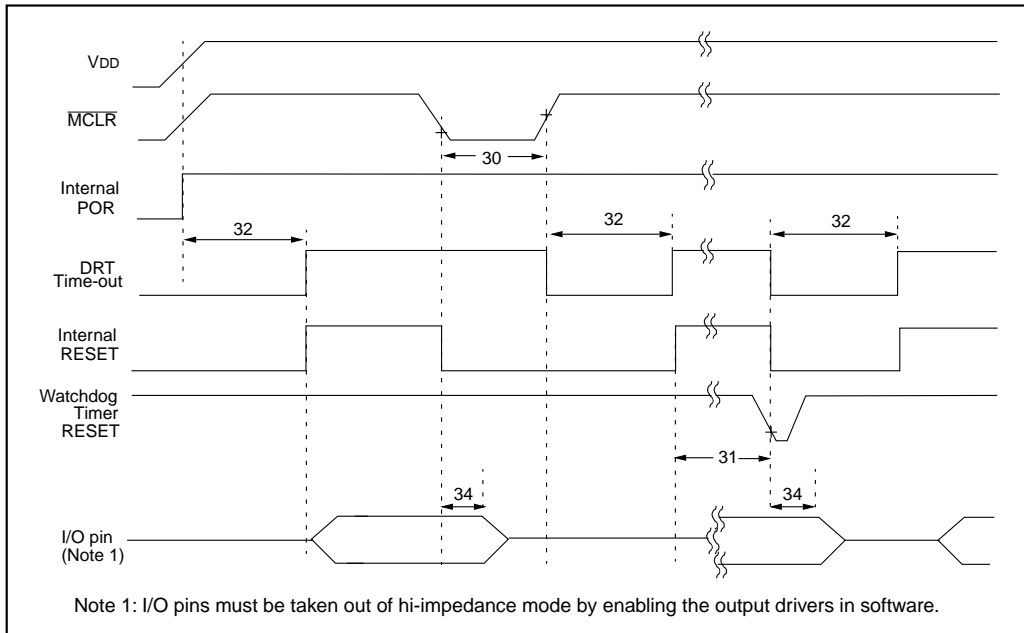 VDD
MCLR
30
Internal
POR
32
32
32
DRT
Time-out
Internal
RESET
Watchdog
Timer
RESET
31
34
34
I/O pin
(Note 1)
Note 1: I/O pins must be taken out of hi-impedance mode by enabling the output drivers in software.